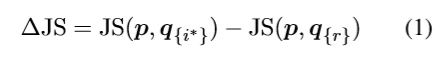 ΔJS = JS(p, q_{i*}) − JS(p, q_{r}) (1)